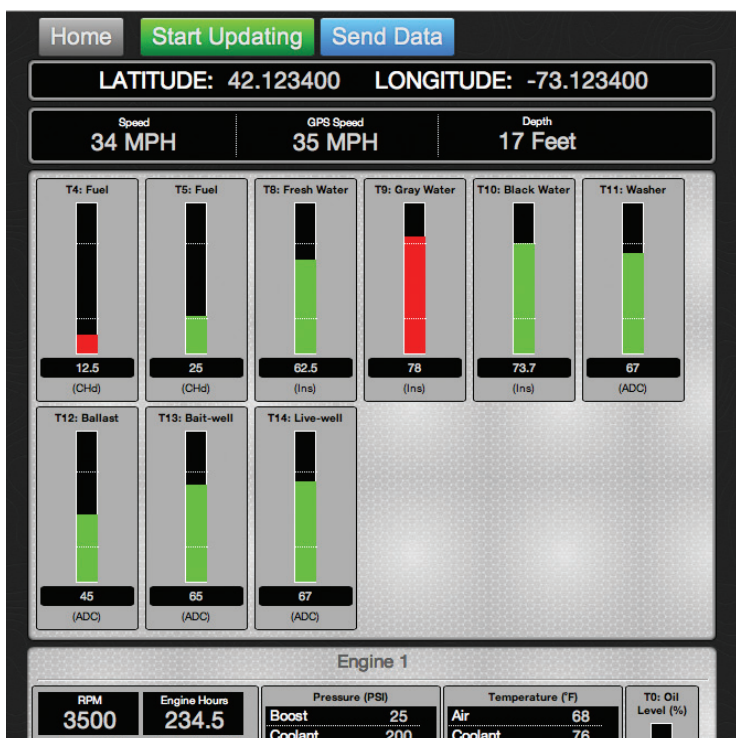 Home Start Updating Send Data
LATITUDE: 42.123400 LONGITUDE: -73.123400
Speed GPS Speed Depth
34 MPH 35 MPH 17 Feet
T4: Fuel T5: Fuel T8: Fresh Water T9: Gray Water T10: Black Water T11: Washer
12.5 25 62.5 78 73.7 67
(CHd) (CHd) (Ins) (Ins) (Ins) (ADC)
T12: Ballast T13: Bait-well T14: Live-well
45 65 67
(ADC) (ADC) (ADC)
Engine 1
RPM Engine Hours Pressure (PSI) Temperature (°F) T0: Oil
Level (%)
3500 234.5 Boost 25 Air 68
Coolant 200 Coolant 76